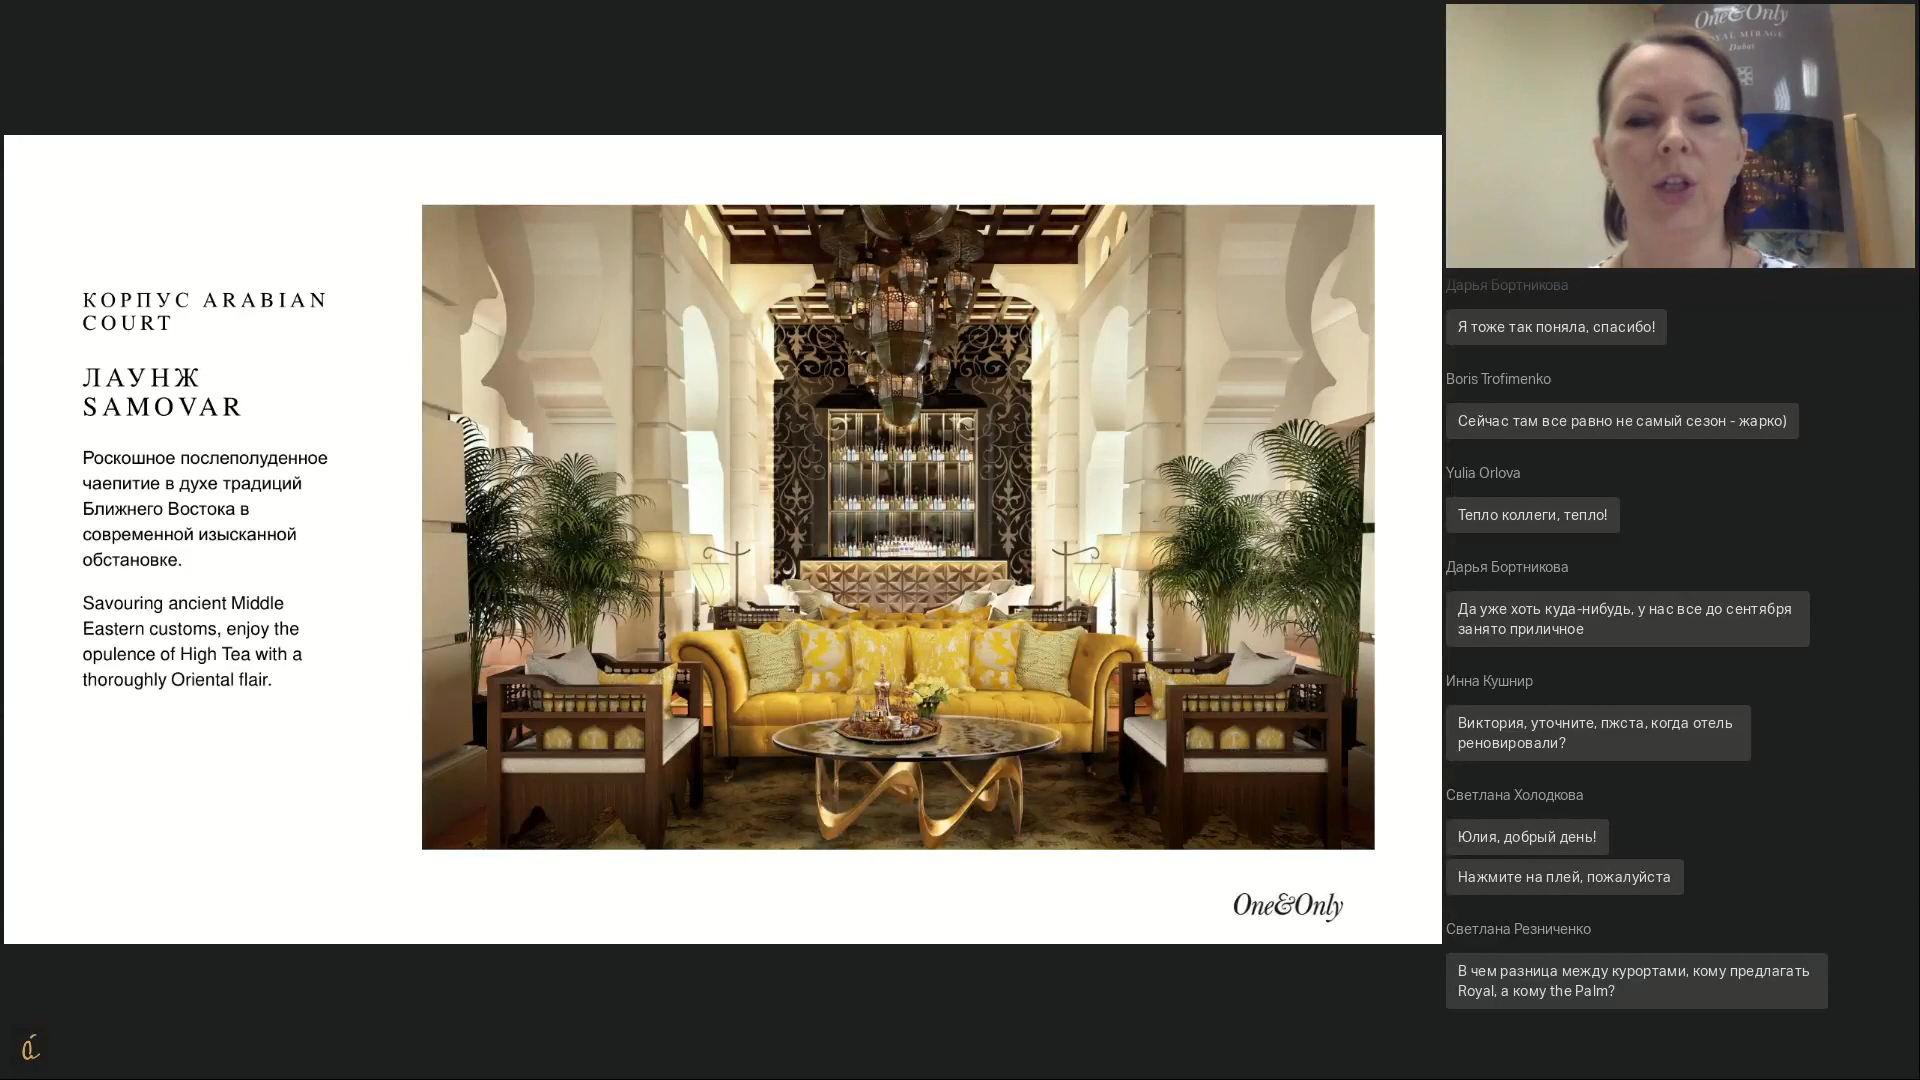 КОРПУС ARABIAN
COURT
ЛАУНЖ
SAMOVAR
Роскошное послеполуденное
чаепитие в духе традиций
Ближнего Востока в
современной изысканной
обстановке.
Savouring ancient Middle
Eastern customs, enjoy the
opulence of High Tea with a
thoroughly Oriental flair.
One&Only
One&Only
YAL MIRAGE
Dubai
Дарья Бортникова
Я тоже так поняла, спасибо!
Boris Trofimenko
Сейчас там все равно не самый сезон - жарко)
Yulia Orlova
Тепло коллеги, тепло!
Дарья Бортникова
Да уже хоть куда-нибудь, у нас все до сентября
занято приличное
Инна Кушнир
Виктория, уточните, пжста, когда отель
реновировали?
Светлана Холодкова
Юлия, добрый день!
Нажмите на плей, пожалуйста
Светлана Резниченко
В чем разница между курортами, кому предлагать
Royal, а кому the Palm?
á